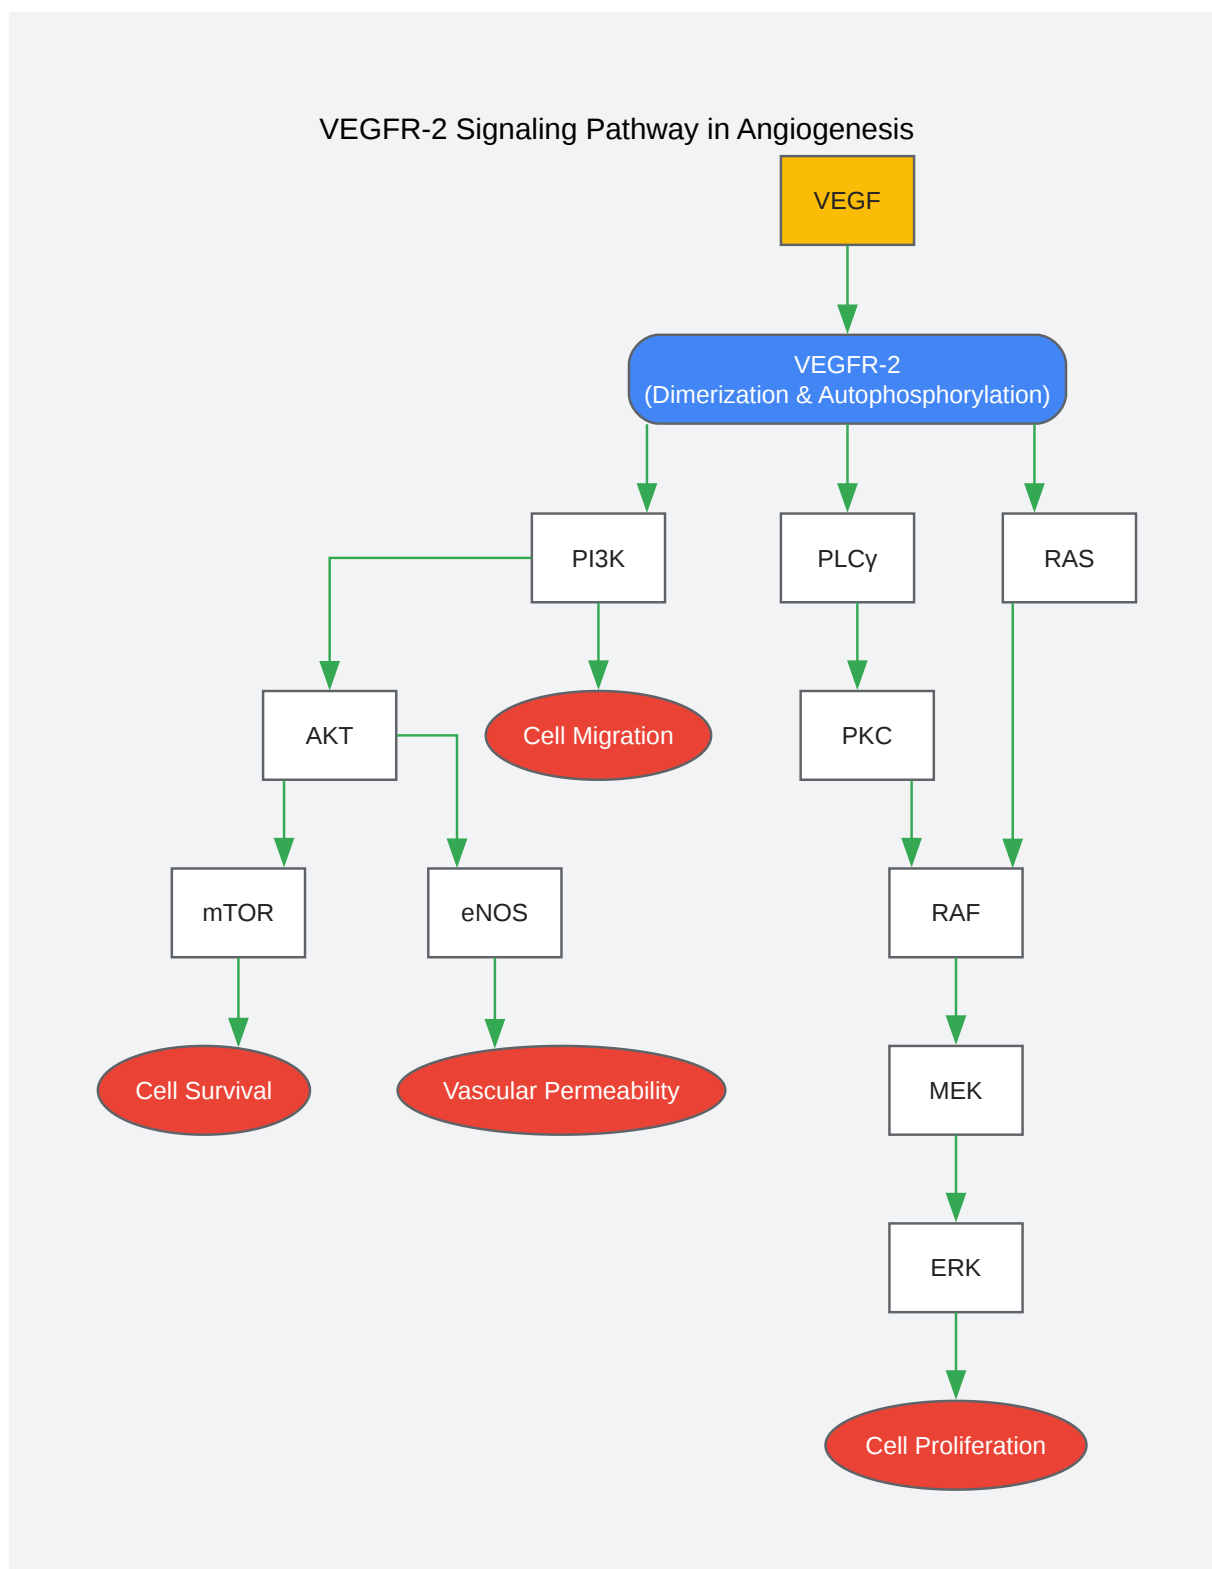 VEGFR-2 Signaling Pathway in Angiogenesis
VEGF
VEGFR-2
(Dimerization & Autophosphorylation)
PI3K
PLCγ
RAS
AKT
Cell Migration
PKC
mTOR
eNOS
RAF
Cell Survival
Vascular Permeability
MEK
ERK
Cell Proliferation